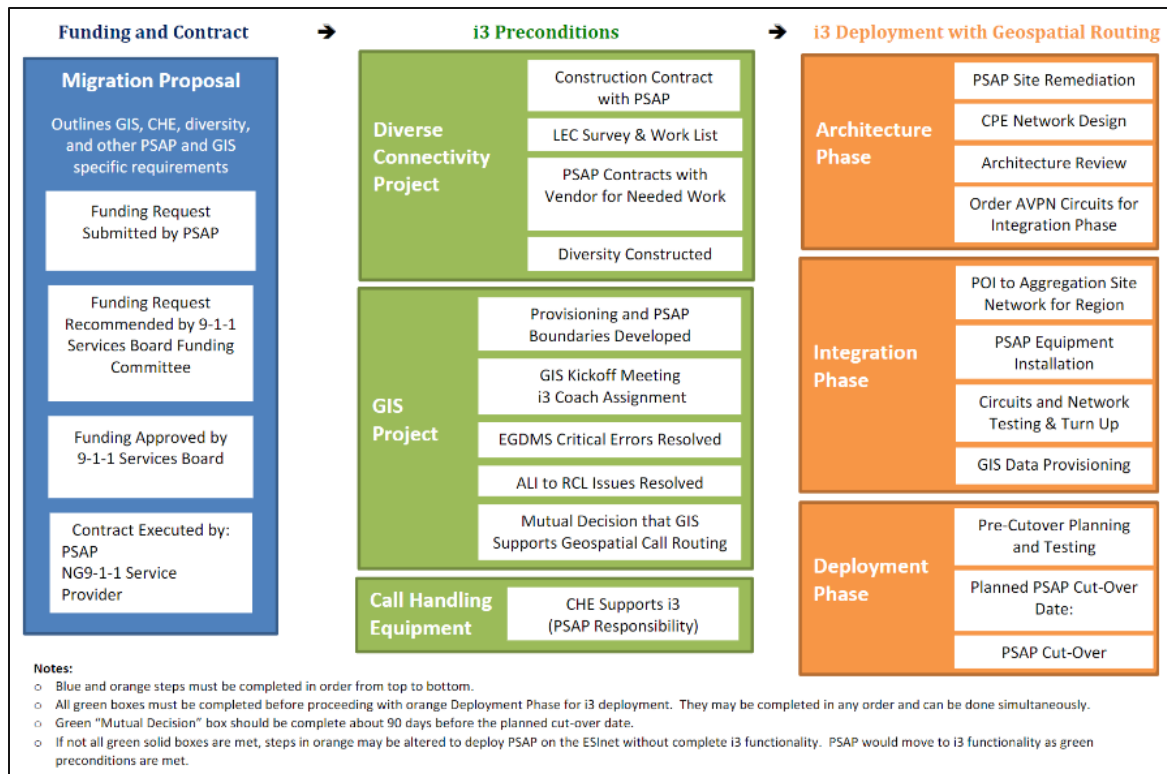 Funding and Contract
➔
i3 Preconditions
➔
i3 Deployment with Geospatial Routing
Migration Proposal
Outlines GIS, CHE, diversity,
and other PSAP and GIS
specific requirements
Funding Request
Submitted by PSAP
Funding Request
Recommended by 9-1-1
Services Board Funding
Committee
Funding Approved by
9-1-1 Services Board
Contract Executed by:
PSAP
NG9-1-1 Service
Provider
Diverse
Connectivity
Project
Construction Contract
with PSAP
LEC Survey & Work List
PSAP Contracts with
Vendor for Needed Work
Diversity Constructed
GIS
Project
Provisioning and PSAP
Boundaries Developed
GIS Kickoff Meeting
i3 Coach Assignment
EGDMS Critical Errors Resolved
ALI to RCL Issues Resolved
Mutual Decision that GIS
Supports Geospatial Call Routing
Call Handling
Equipment
CHE Supports i3
(PSAP Responsibility)
Architecture
Phase
PSAP Site Remediation
CPE Network Design
Architecture Review
Order AVPN Circuits for
Integration Phase
Integration
Phase
POI to Aggregation Site
Network for Region
PSAP Equipment
Installation
Circuits and Network
Testing & Turn Up
GIS Data Provisioning
Deployment
Phase
Pre-Cutover Planning
and Testing
Planned PSAP Cut-Over
Date:
PSAP Cut-Over
Notes:
o Blue and orange steps must be completed in order from top to bottom.
o All green boxes must be completed before proceeding with orange Deployment Phase for i3 deployment. They may be completed in any order and can be done simultaneously.
o Green “Mutual Decision” box should be complete about 90 days before the planned cut-over date.
o If not all green solid boxes are met, steps in orange may be altered to deploy PSAP on the ESInet without complete i3 functionality. PSAP would move to i3 functionality as green
preconditions are met.